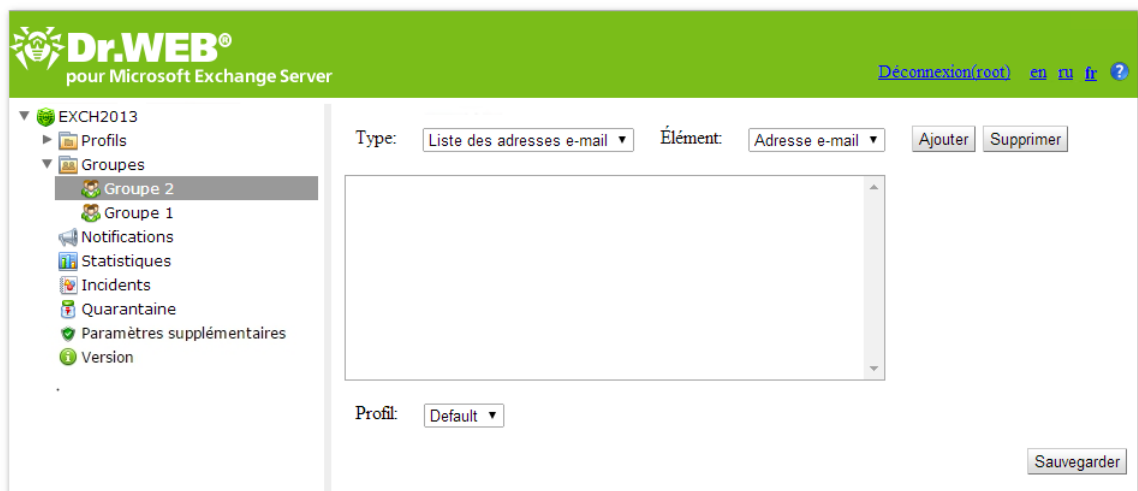 Dr.WEB®
pour Microsoft Exchange Server
Déconnexion(root) en ru fr ?
EXCH2013
Profils
Groupes
Groupe 2
Groupe 1
Notifications
Statistiques
Incidents
Quarantaine
Paramètres supplémentaires
Version
.
Type: Liste des adresses e-mail Élément: Adresse e-mail Ajouter Supprimer
Profil: Default
Sauvegarder